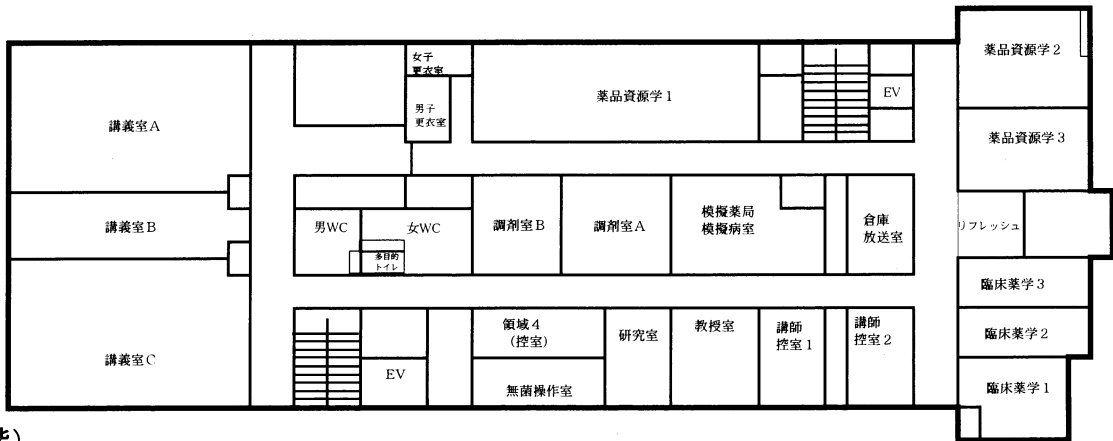 薬品資源学2
女子
更衣室
薬品資源学1
EV
男子
更衣室
講義室A
薬品資源学3
講義室B
男WC
女WC
多目的
トイレ
調剤室B
調剤室A
模擬薬局
模擬病室
倉庫
放送室
リフレッシュ
臨床薬学3
講義室C
EV
領域4
(控室)
無菌操作室
研究室
教授室
講師
控室1
講師
控室2
臨床薬学2
臨床薬学1